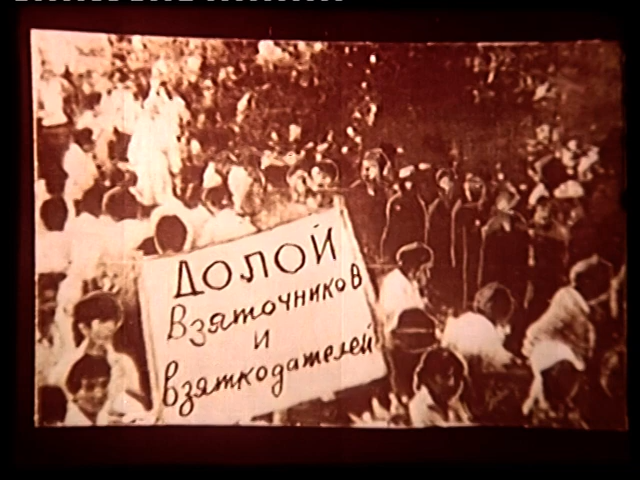 ДОЛОЙ
Взяточников
и
взяткодателей